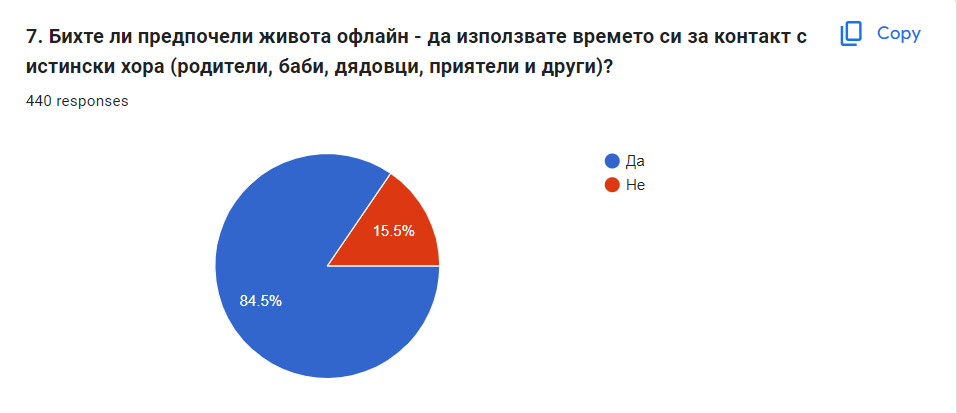 7. Бихте ли предпочели живота офлайн - да използвате времето си за контакт с
истински хора (родители, баби, дядовци, приятели и други)?
Copy
440 responses
Да
Не
15.5%
84.5%